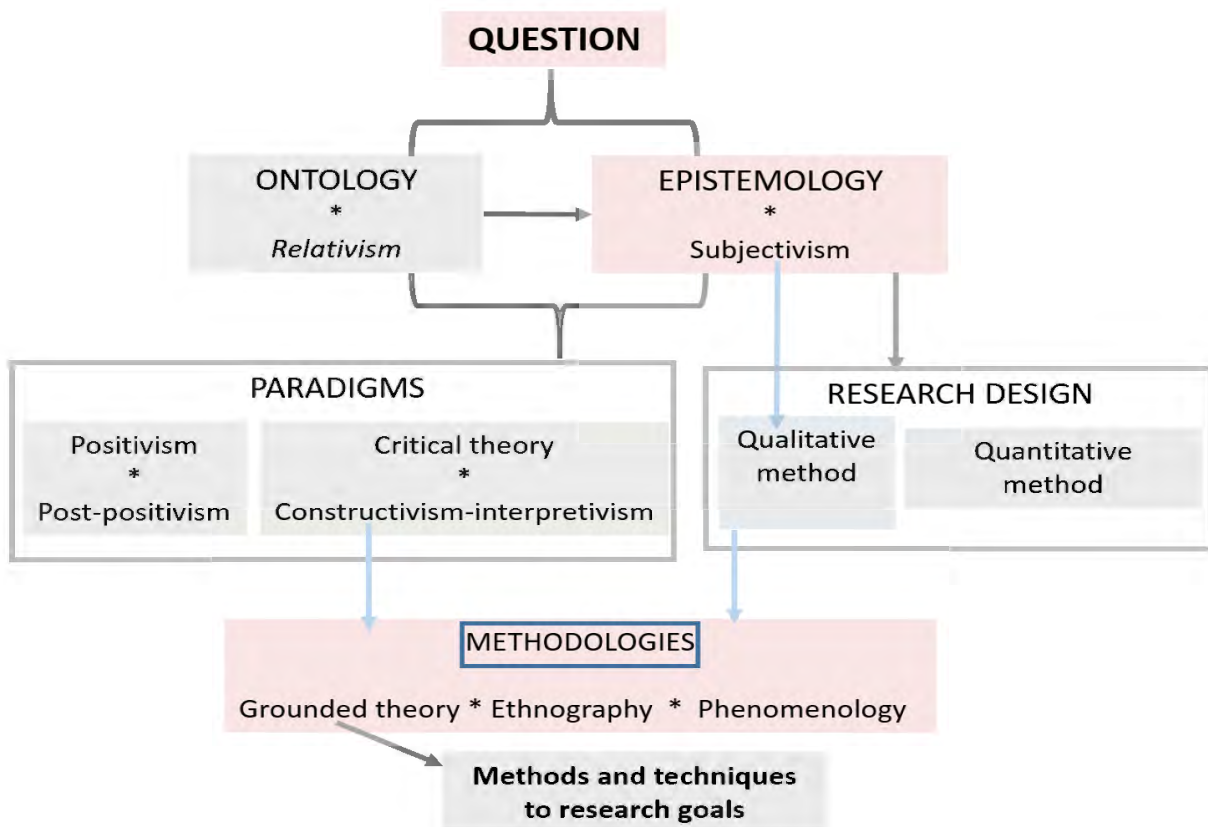 QUESTION
ONTOLOGY
*
Relativism
EPISTEMOLOGY
*
Subjectivism
PARADIGMS
Positivism
*
Post-positivism
Critical theory
*
Constructivism-interpretivism
RESEARCH DESIGN
Qualitative
method
Quantitative
method
METHODOLOGIES
Grounded theory * Ethnography * Phenomenology
Methods and techniques
to research goals